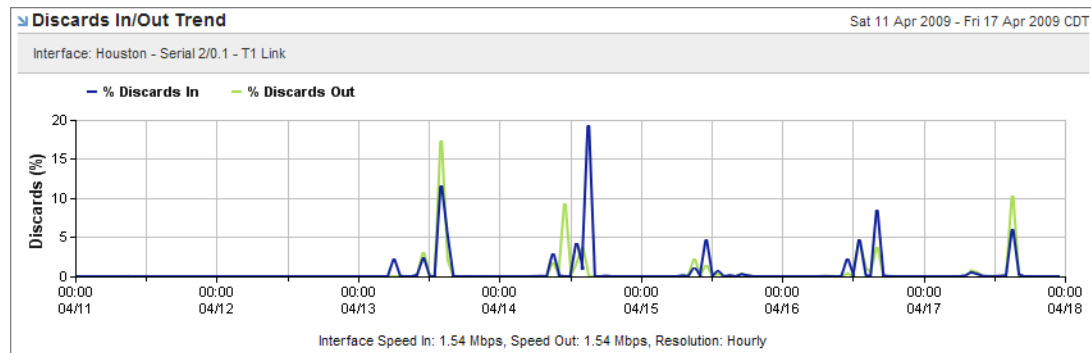 Discards In/Out Trend
Sat 11 Apr 2009 - Fri 17 Apr 2009 CDT
Interface: Houston - Serial 2/0.1 - T1 Link
% Discards In
% Discards Out
Discards (%)
20
15
10
5
0
00:00 00:00 00:00 00:00 00:00 00:00 00:00 00:00
04/11 04/12 04/13 04/14 04/15 04/16 04/17 04/18
Interface Speed In: 1.54 Mbps, Speed Out: 1.54 Mbps, Resolution: Hourly